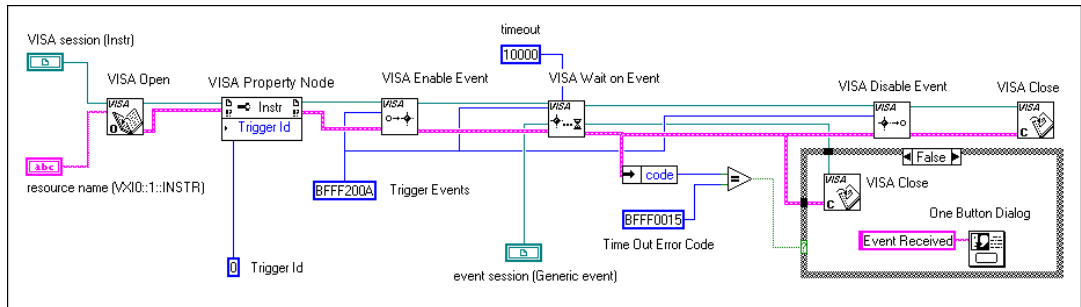 timeout
10000
VISA session (Instr)
VISA Open
VISA Property Node
VISA Enable Event
VISA Wait on Event
VISA Disable Event
VISA Close
VISA
O
Instr
Trigger Id
VISA
VISA
VISA
VISA
C
abc
resource name (VXI0::1::INSTR)
BFFF200A
Trigger Events
code
=
False
VISA
C
VISA Close
BFFF0015
Time Out Error Code
One Button Dialog
Event Received
?
0
Trigger Id
event session (Generic event)